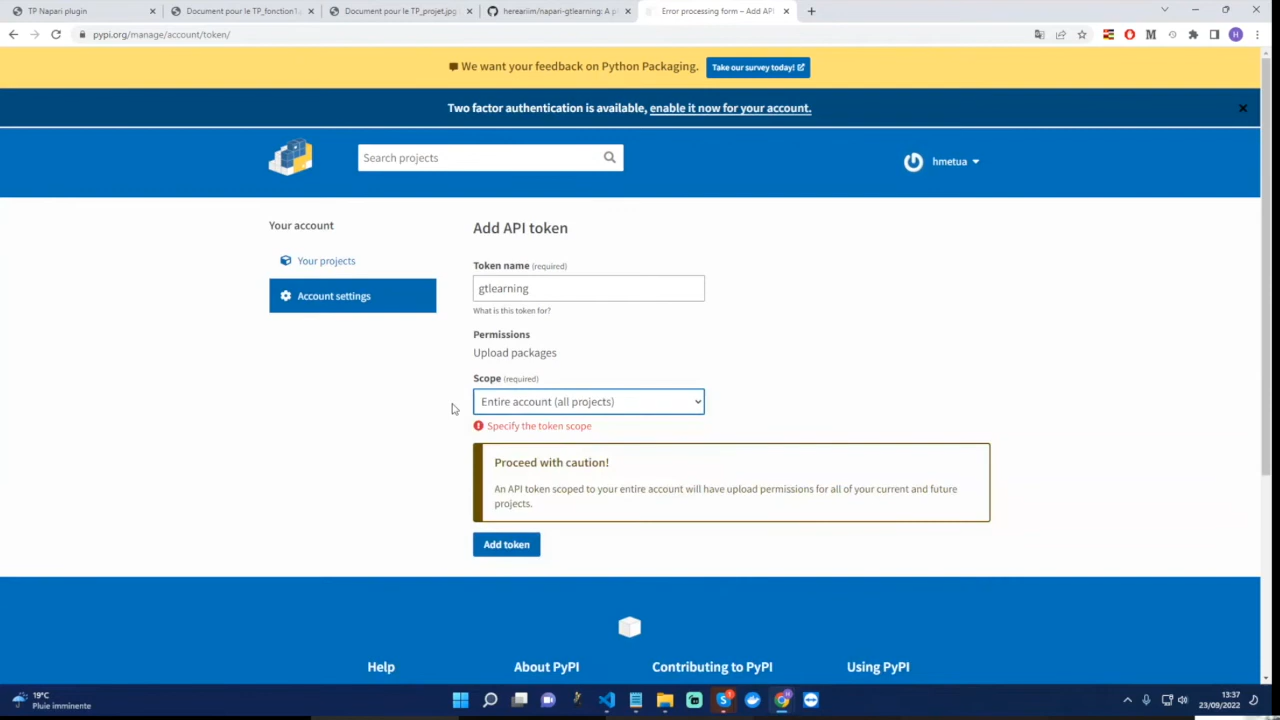 TP Napari plugin
Document pour le TP_fonction1
Document pour le TP_projet.jpg
hereariim/napari-gtlearning: A p
Error processing form – Add API
pypi.org/manage/account/token/
We want your feedback on Python Packaging.
Take our survey today!
Two factor authentication is available, enable it now for your account.
Search projects
hmetua
Your account
Your projects
Account settings
Add API token
Token name (required)
gtlearning
What is this token for?
Permissions
Upload packages
Scope (required)
Entire account (all projects)
Specify the token scope
Proceed with caution!
An API token scoped to your entire account will have upload permissions for all of your current and future
projects.
Add token
Help
About PyPI
Contributing to PyPI
Using PyPI
19°C
Pluie imminente
13:37
23/09/2022